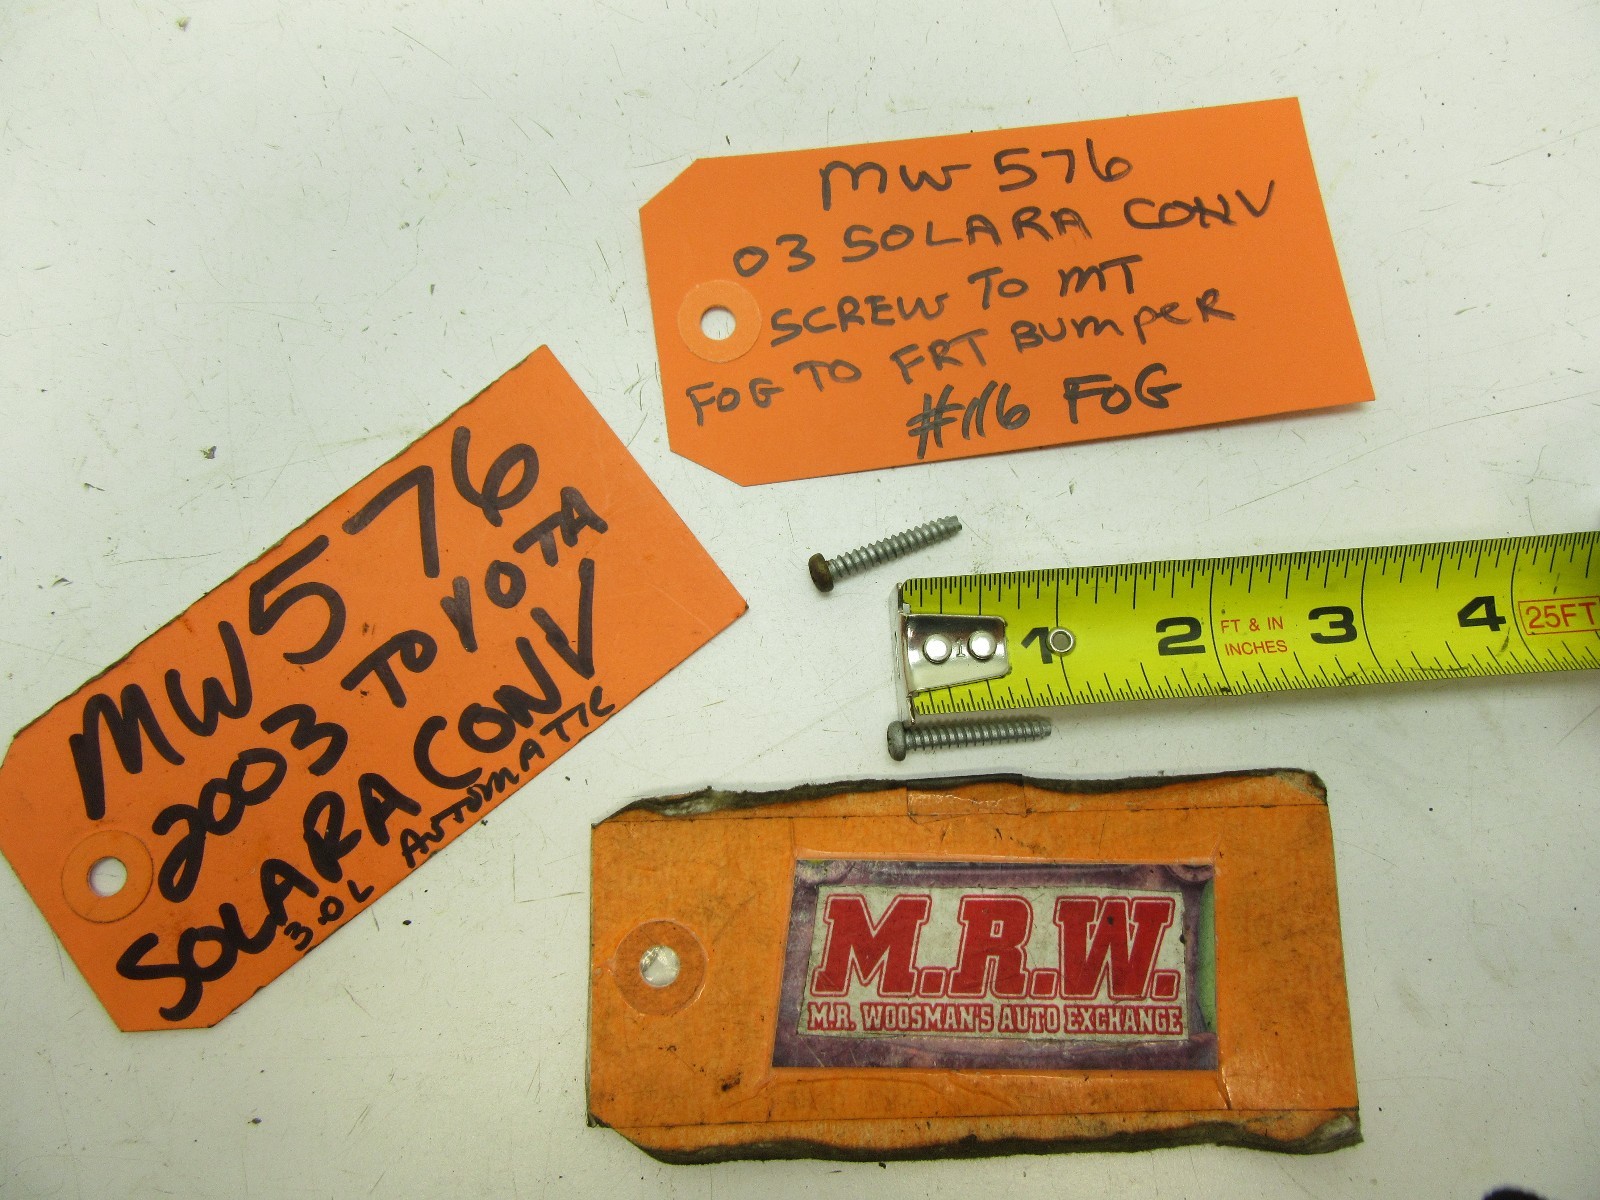 MW 576
03 SOLARA CONV
SCREW TO MT
FOG TO FRT BUMPER
#116 FOG
MW576
2003 TOYOTA
SOLARA CONV
3.0L AUTOMATIC
1 2 FT & IN INCHES 3 4 25FT
M.R.W.
M.R. WOOSMAN'S AUTO EXCHANGE